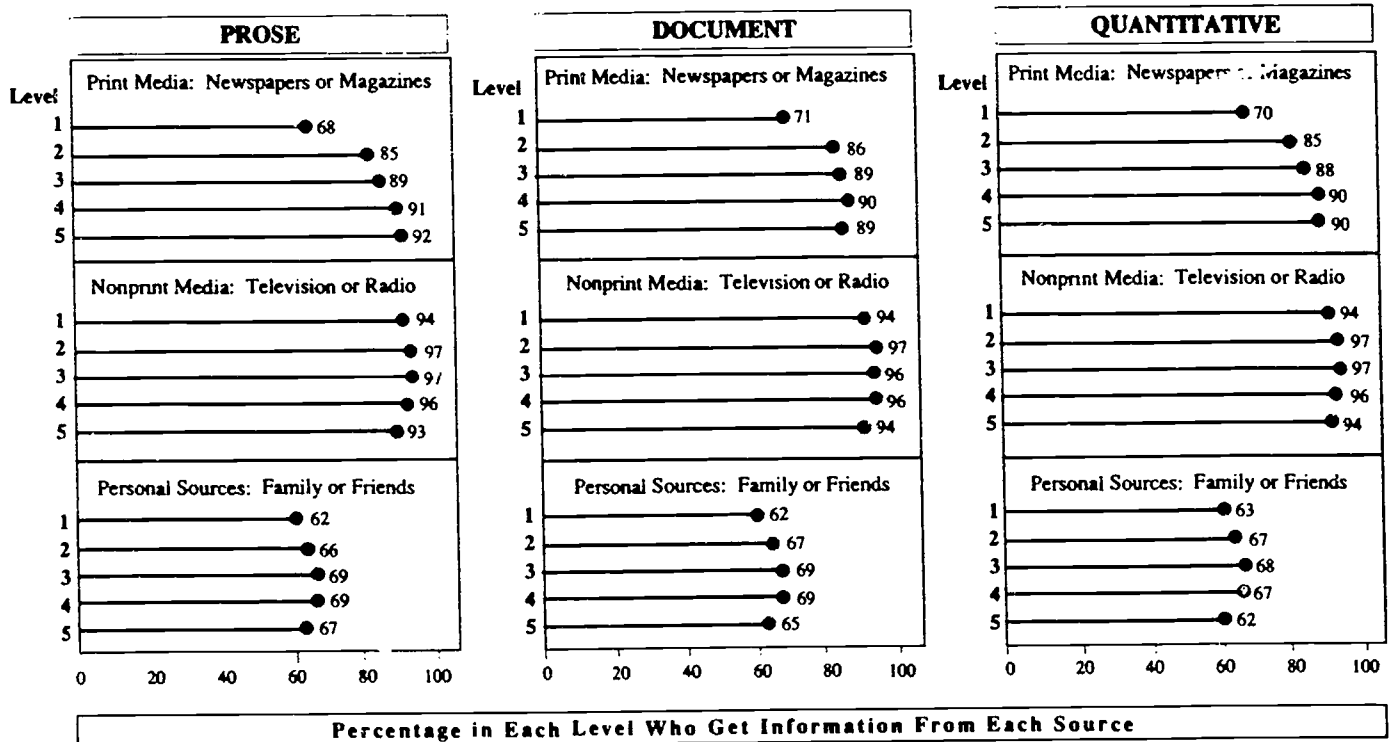 PROSE
Level
Print Media: Newspapers or Magazines
1 68
2 85
3 89
4 91
5 92
Nonprint Media: Television or Radio
1 94
2 97
3 97
4 96
5 93
Personal Sources: Family or Friends
1 62
2 66
3 69
4 69
5 67
0 20 40 60 80 100
DOCUMENT
Level
Print Media: Newspapers or Magazines
1 71
2 86
3 89
4 90
5 89
Nonprint Media: Television or Radio
1 94
2 97
3 96
4 96
5 94
Personal Sources: Family or Friends
1 62
2 67
3 69
4 69
5 65
0 20 40 60 80 100
QUANTITATIVE
Level
Print Media: Newspapers Magazines
1 70
2 85
3 88
4 90
5 90
Nonprint Media: Television or Radio
1 94
2 97
3 97
4 96
5 94
Personal Sources: Family or Friends
1 63
2 67
3 68
4 67
5 62
0 20 40 60 80 100
Percentage in Each Level Who Get Information From Each Source